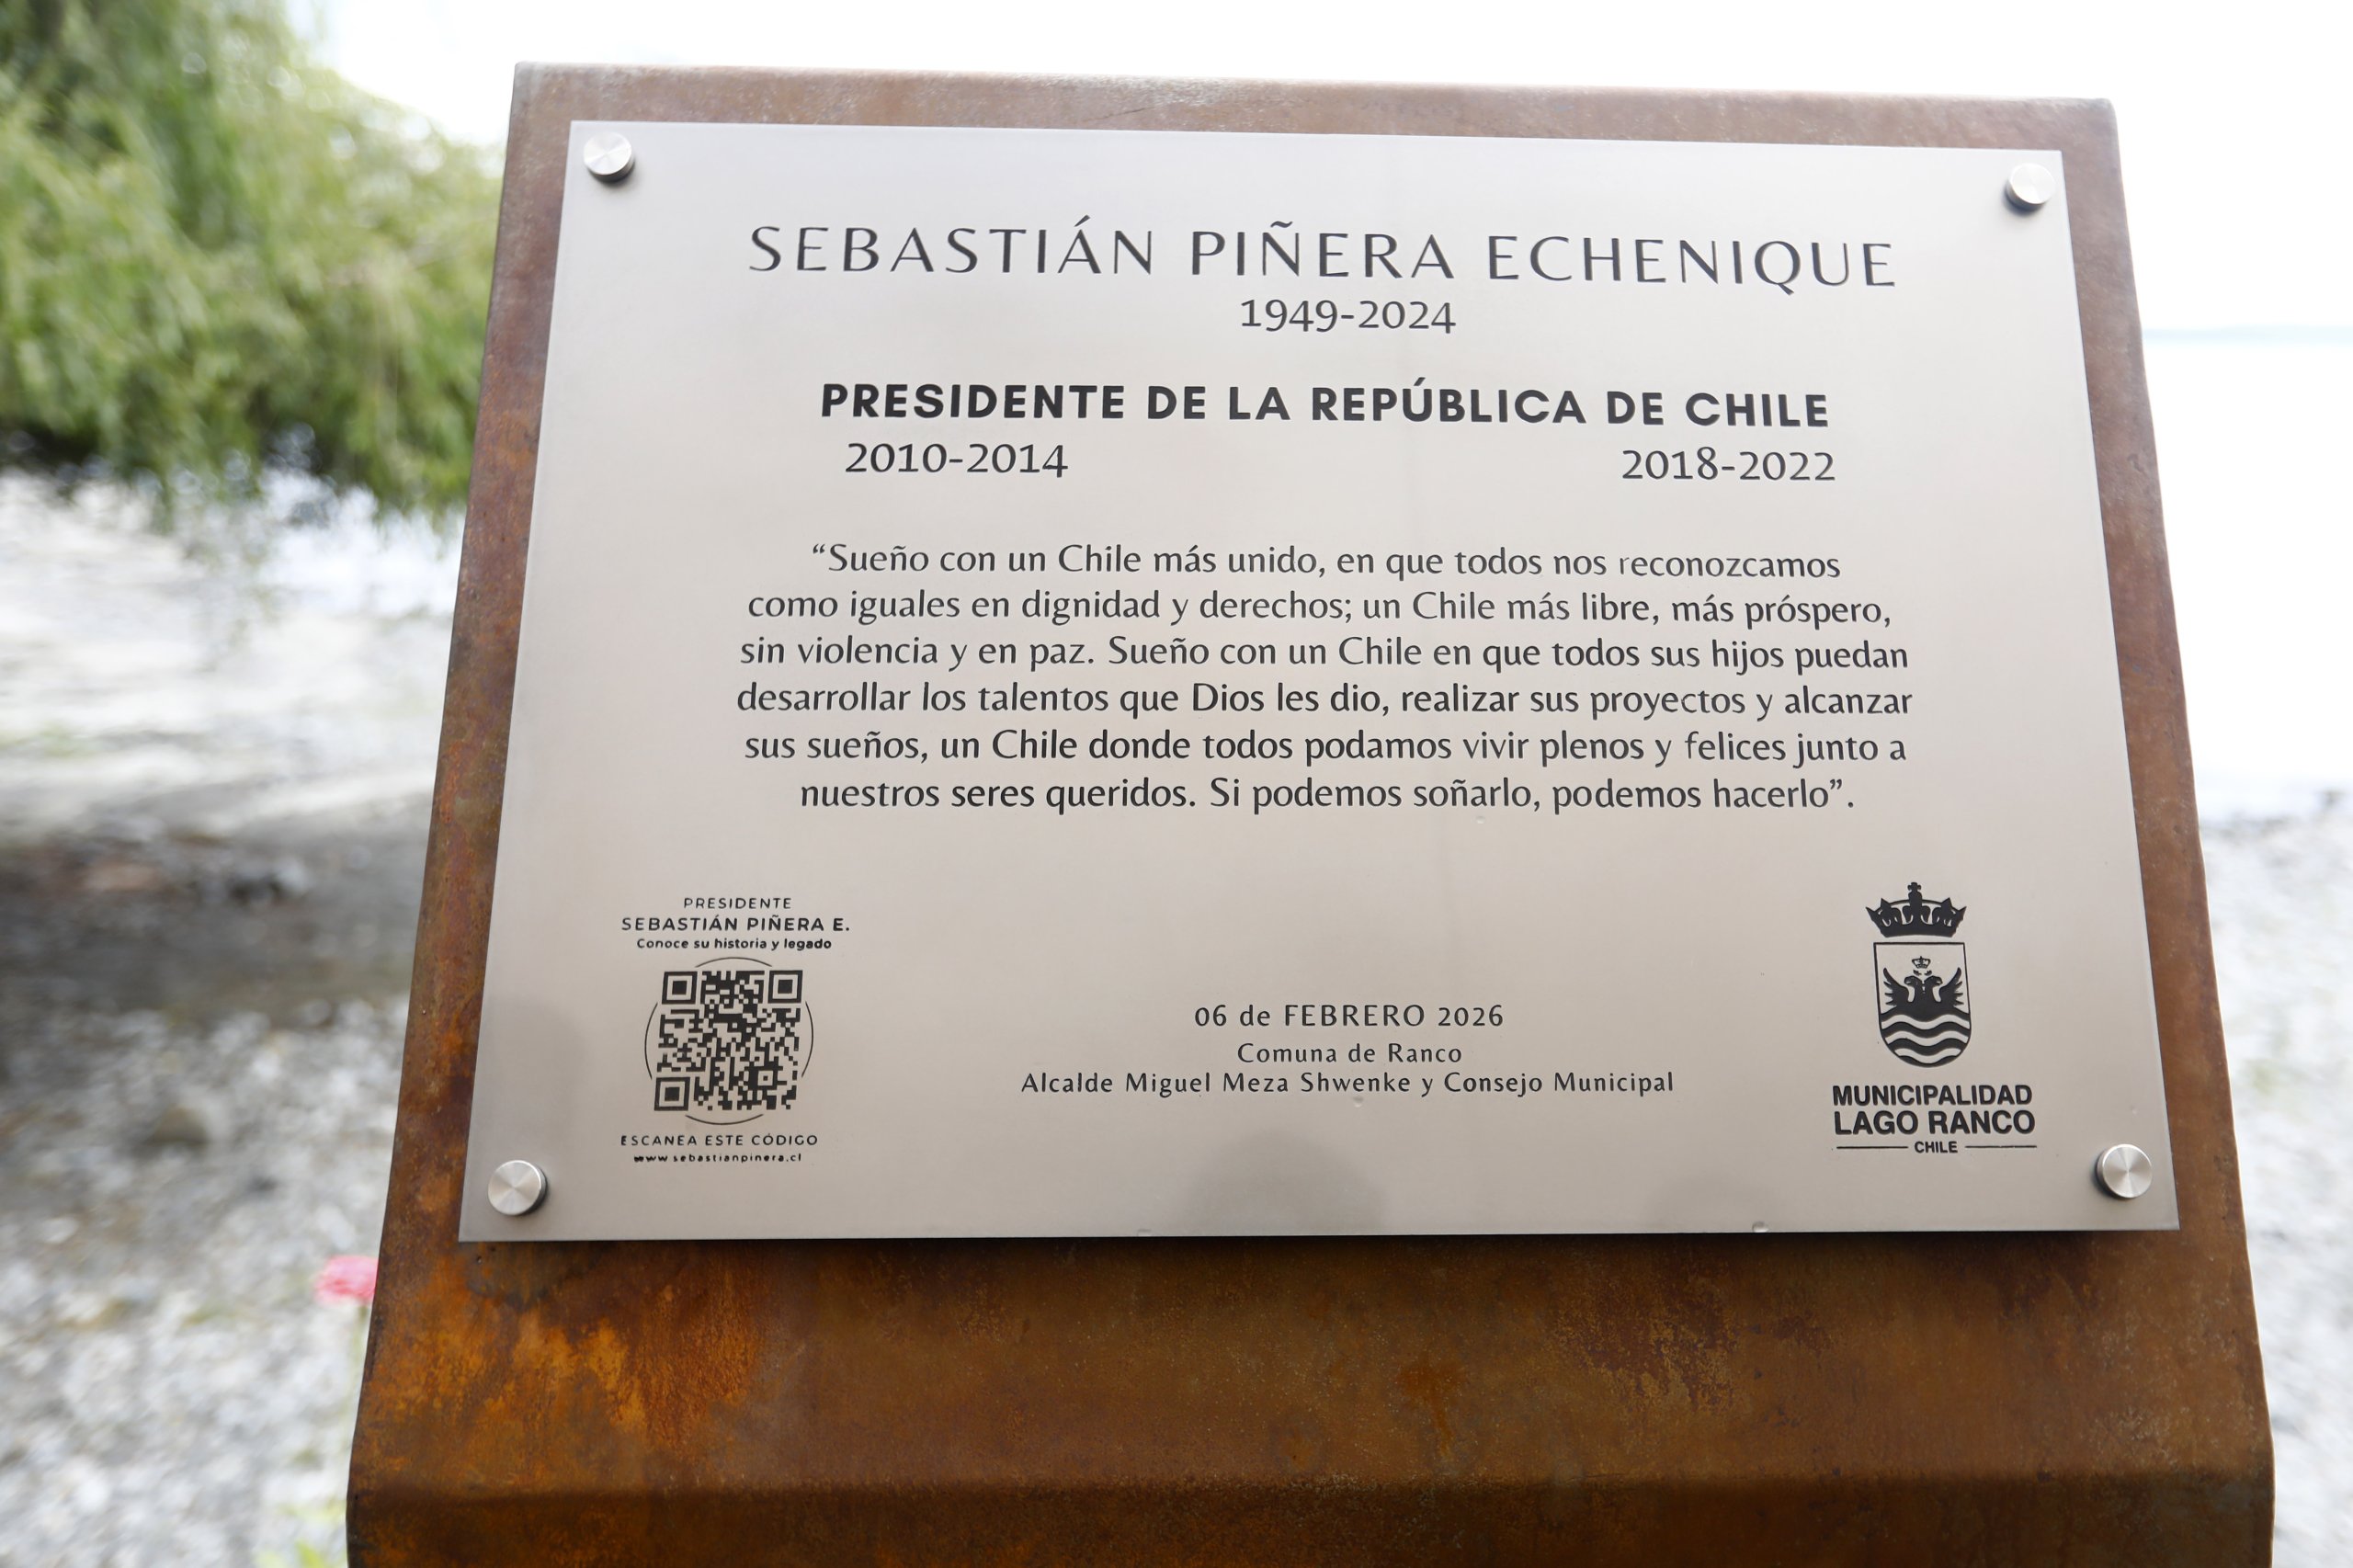 SEBASTIÁN PIÑERA ECHENIQUE
1949-2024
PRESIDENTE DE LA REPÚBLICA DE CHILE
2010-2014 2018-2022
“Sueño con un Chile más unido, en que todos nos reconozcamos
como iguales en dignidad y derechos; un Chile más libre, más próspero,
sin violencia y en paz. Sueño con un Chile en que todos sus hijos puedan
desarrollar los talentos que Dios les dio, realizar sus proyectos y alcanzar
sus sueños, un Chile donde todos podamos vivir plenos y felices junto a
nuestros seres queridos. Si podemos soñarlo, podemos hacerlo”.
PRESIDENTE
SEBASTIÁN PIÑERA E.
Conoce su historia y legado
ESCANEA ESTE CÓDIGO
www.sebastianpinera.cl
06 de FEBRERO 2026
Comuna de Ranco
Alcalde Miguel Meza Shwenke y Consejo Municipal
MUNICIPALIDAD
LAGO RANCO
CHILE